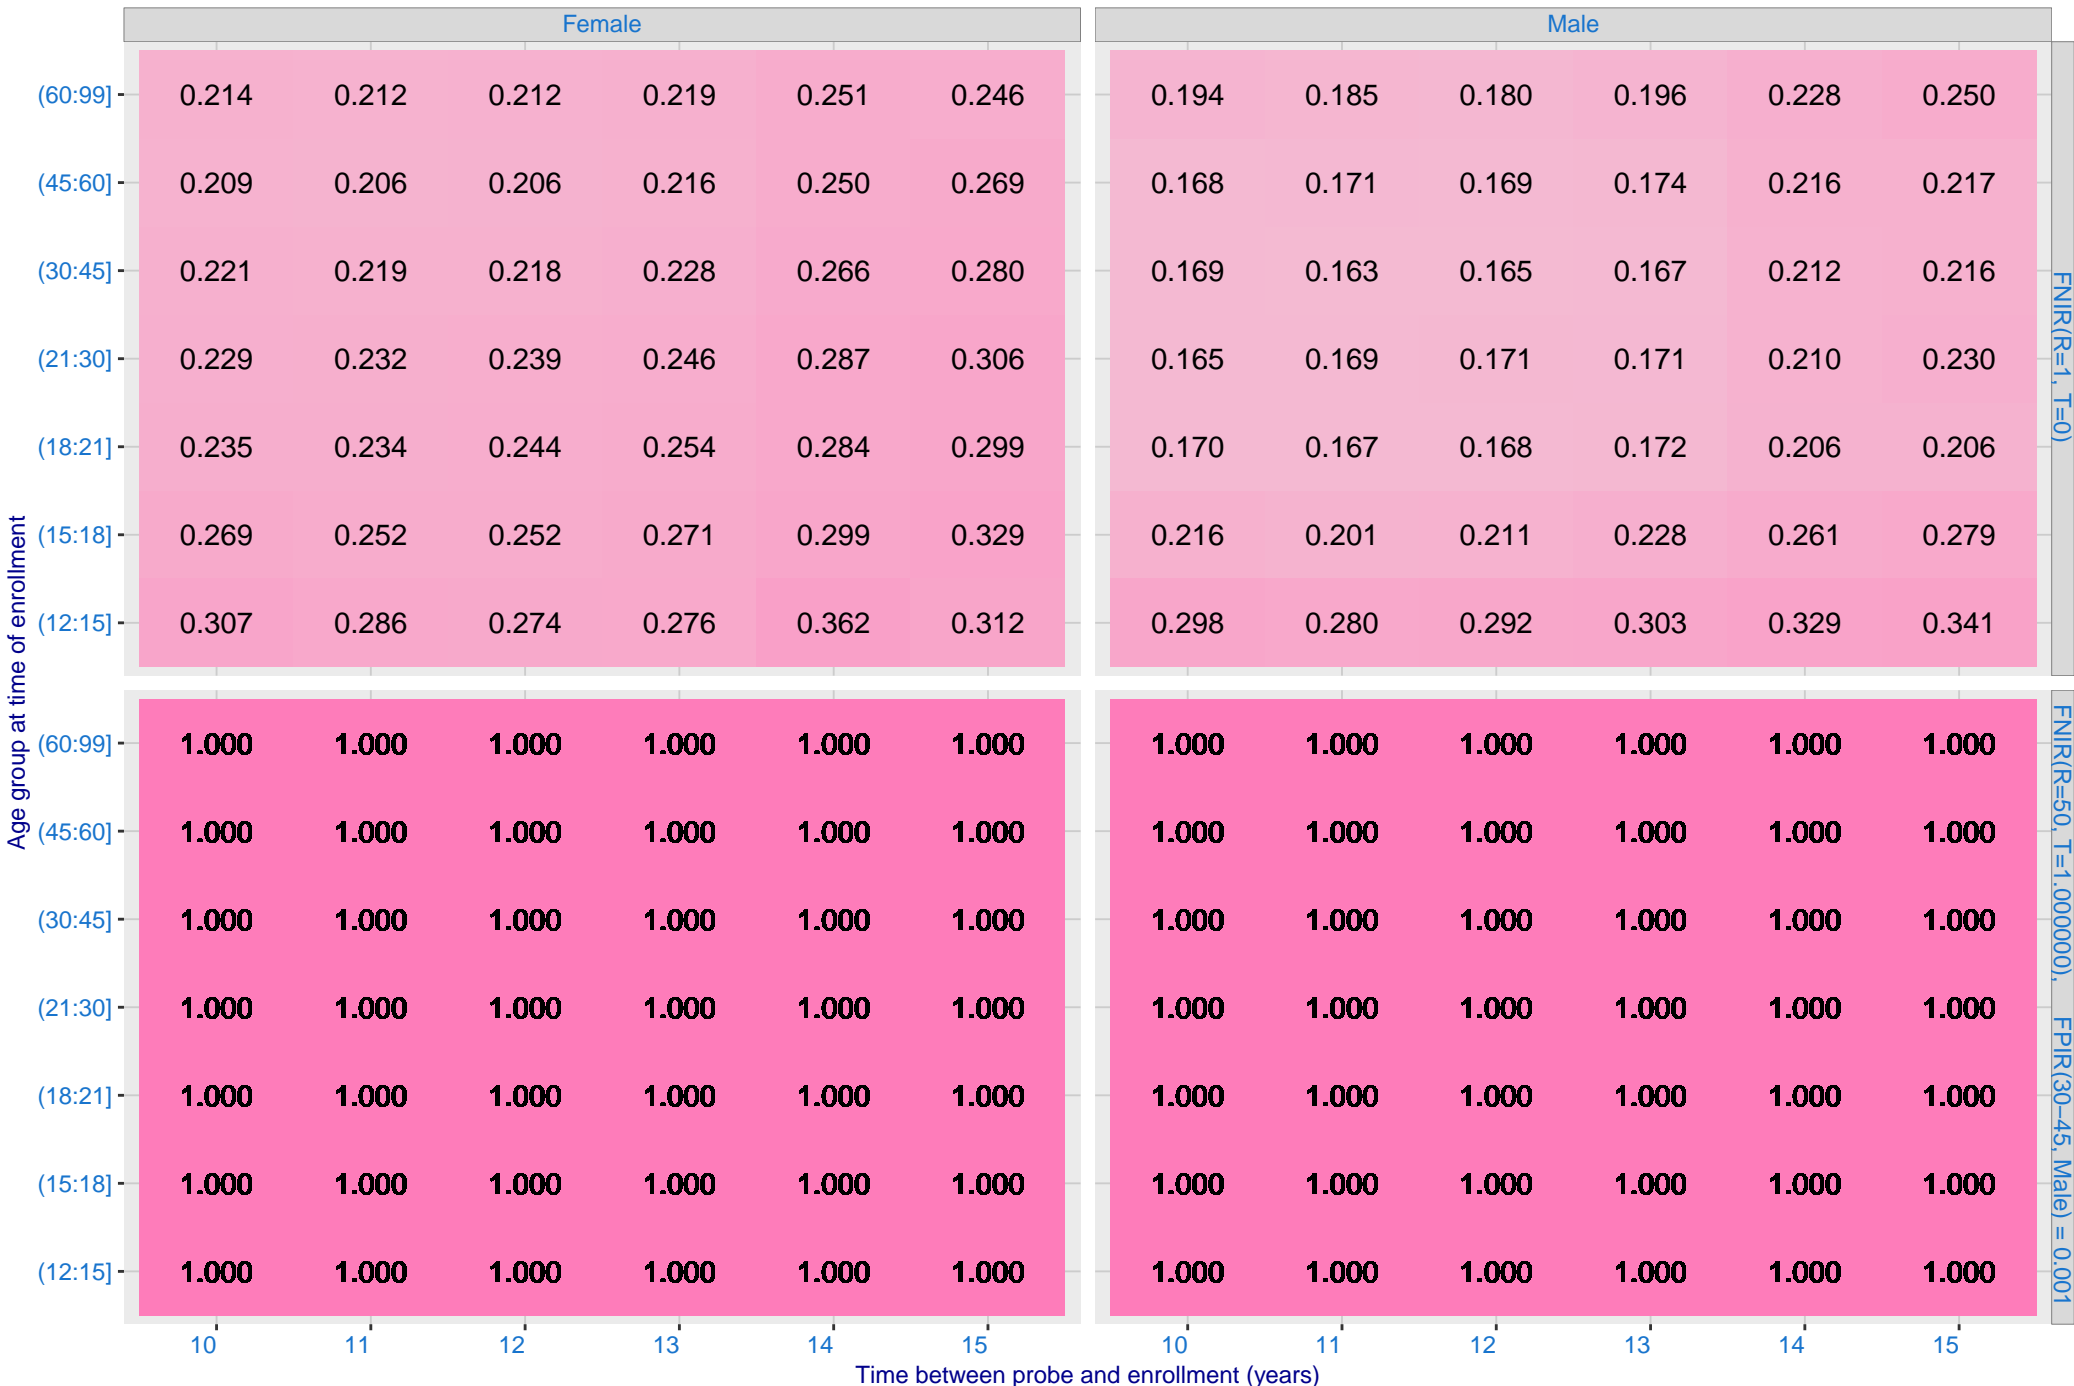 Female Male
(60:99] 0.214 0.212 0.212 0.219 0.251 0.246 0.194 0.185 0.180 0.196 0.228 0.250
(45:60] 0.209 0.206 0.206 0.216 0.250 0.269 0.168 0.171 0.169 0.174 0.216 0.217
(30:45] 0.221 0.219 0.218 0.228 0.266 0.280 0.169 0.163 0.165 0.167 0.212 0.216
(21:30] 0.229 0.232 0.239 0.246 0.287 0.306 0.165 0.169 0.171 0.171 0.210 0.230
(18:21] 0.235 0.234 0.244 0.254 0.284 0.299 0.170 0.167 0.168 0.172 0.206 0.206
(15:18] 0.269 0.252 0.252 0.271 0.299 0.329 0.216 0.201 0.211 0.228 0.261 0.279
(12:15] 0.307 0.286 0.274 0.276 0.362 0.312 0.298 0.280 0.292 0.303 0.329 0.341
FNIR(R=1, T=0)
Age group at time of enrollment
(60:99] 1.000 1.000 1.000 1.000 1.000 1.000 1.000 1.000 1.000 1.000 1.000 1.000
(45:60] 1.000 1.000 1.000 1.000 1.000 1.000 1.000 1.000 1.000 1.000 1.000 1.000
(30:45] 1.000 1.000 1.000 1.000 1.000 1.000 1.000 1.000 1.000 1.000 1.000 1.000
(21:30] 1.000 1.000 1.000 1.000 1.000 1.000 1.000 1.000 1.000 1.000 1.000 1.000
(18:21] 1.000 1.000 1.000 1.000 1.000 1.000 1.000 1.000 1.000 1.000 1.000 1.000
(15:18] 1.000 1.000 1.000 1.000 1.000 1.000 1.000 1.000 1.000 1.000 1.000 1.000
(12:15] 1.000 1.000 1.000 1.000 1.000 1.000 1.000 1.000 1.000 1.000 1.000 1.000
FNIR(R=50, T=1.000000), FPIR(30−45, Male) = 0.001
10 11 12 13 14 15 10 11 12 13 14 15
Time between probe and enrollment (years)